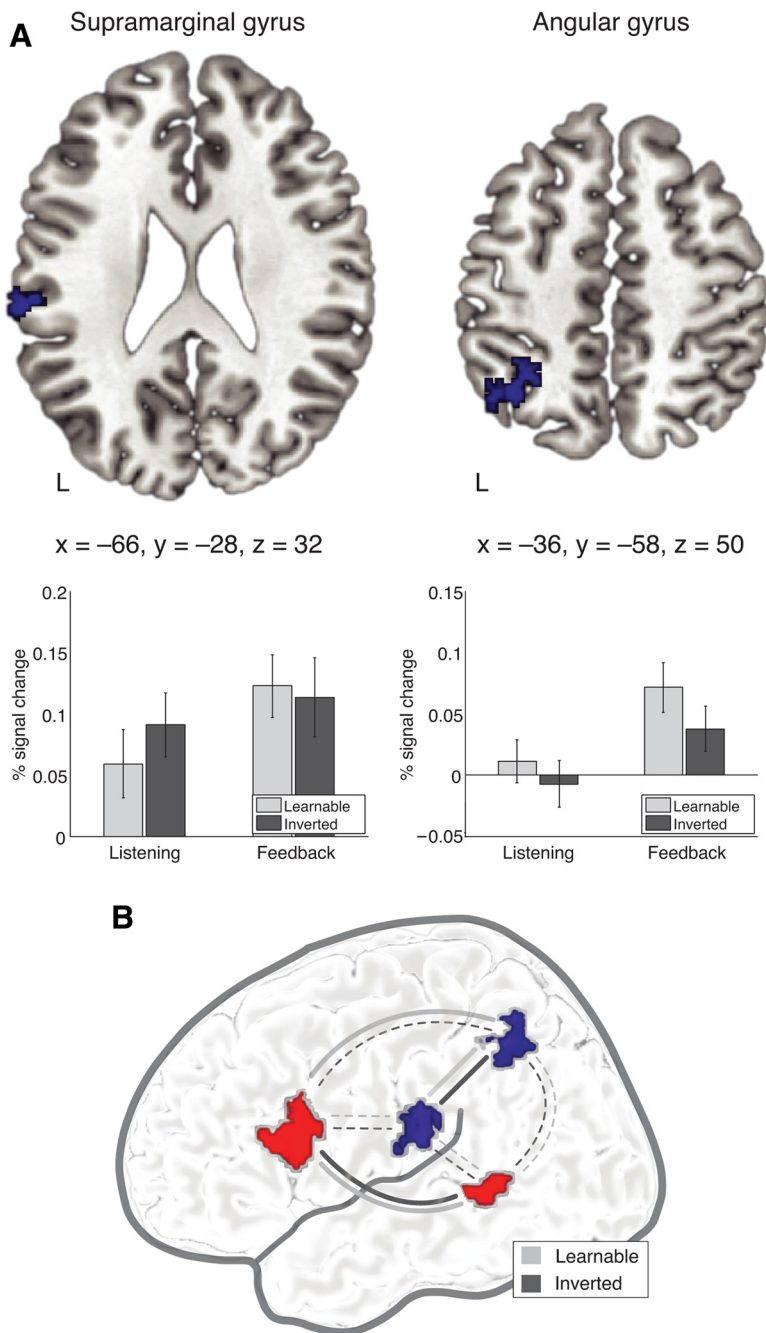 A
Supramarginal gyrus
Angular gyrus
L
L
x = –66, y = –28, z = 32
x = –36, y = –58, z = 50
% signal change
0.2
0.15
0.1
0.05
0
Learnable
Inverted
Listening
Feedback
% signal change
0.15
0.1
0.05
0
–0.05
Learnable
Inverted
Listening
Feedback
B
Learnable
Inverted